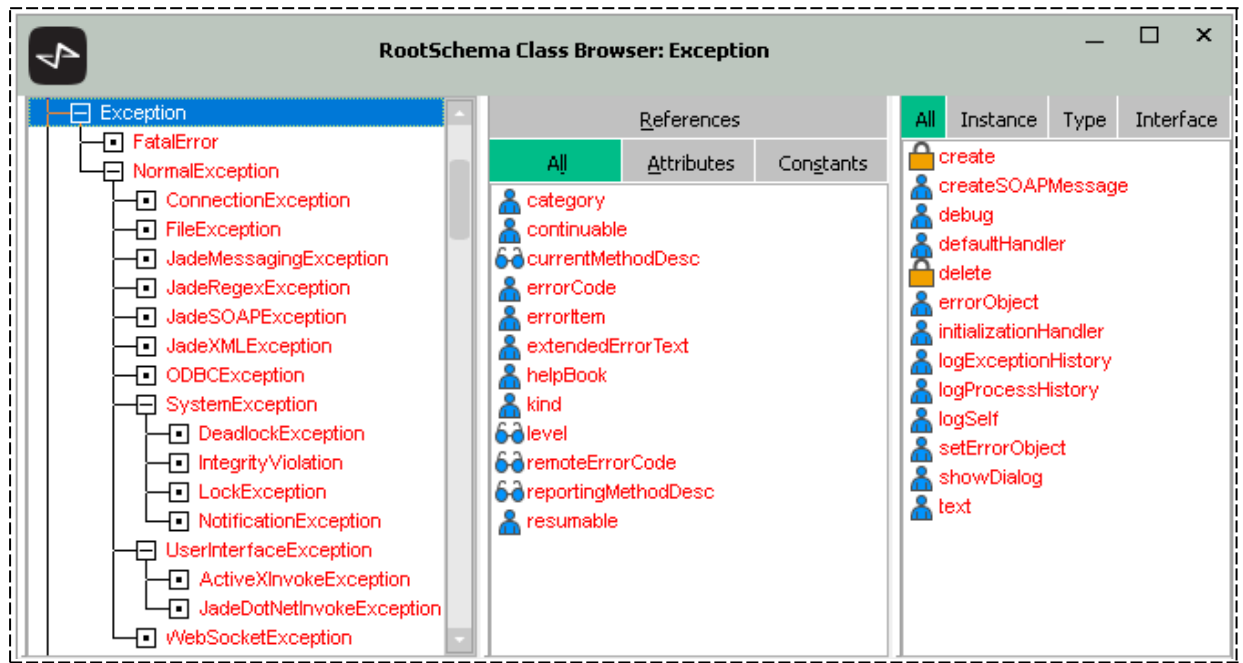 RootSchema Class Browser: Exception
Exception
FatalError
NormalException
ConnectionException
FileException
JadeMessagingException
JadeRegexException
JadeSOAPException
JadeXMLException
ODBCException
SystemException
DeadlockException
IntegrityViolation
LockException
NotificationException
UserInterfaceException
ActiveXInvokeException
JadeDotNetInvokeException
WebSocketException
References
All Attributes Constants
category
continuable
currentMethodDesc
errorCode
errorItem
extendedErrorText
helpBook
kind
level
remoteErrorCode
reportingMethodDesc
resumable
All Instance Type Interface
create
createSOAPMessage
debug
defaultHandler
delete
errorObject
initializationHandler
logExceptionHistory
logProcessHistory
logSelf
setErrorObject
showDialog
text